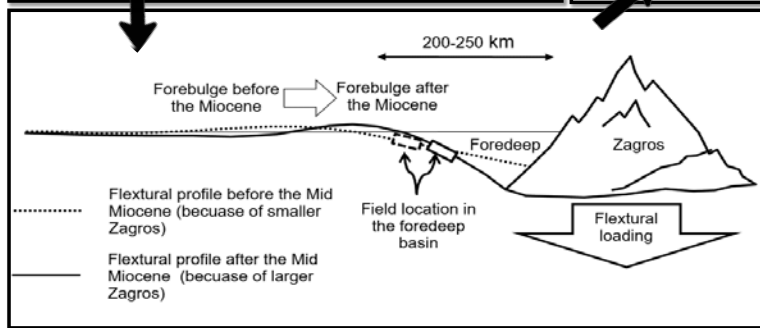 200-250 km
Forebulge before
the Miocene
Forebulge after
the Miocene
Foredeep
Zagros
Flextural profile before the Mid
Miocene (becuase of smaller
Zagros)
Field location in
the foredeep
basin
Flextural
loading
Flextural profile after the Mid
Miocene (becuase of larger
Zagros)